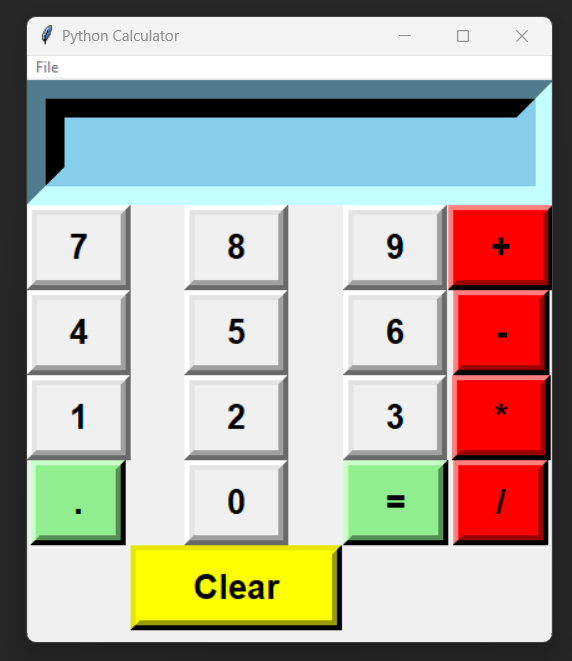 Python Calculator
File
7 8 9 +
4 5 6 -
1 2 3 *
. 0 = /
Clear